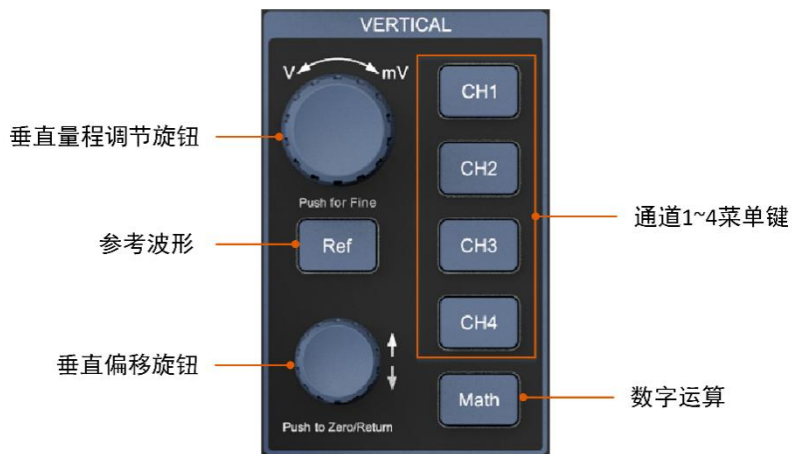 VERTICAL
V
mV
CH1
垂直量程调节旋钮
CH2
Push for Fine
通道1~4菜单键
参考波形
Ref
CH3
CH4
垂直偏移旋钮
Math
数字运算
Push to Zero/Return